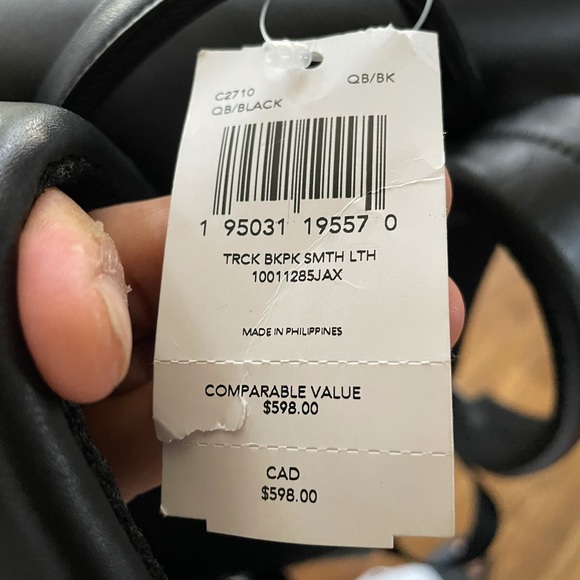 C2710 QB/BK
QB/BLACK
1 95031 19557 0
TRCK BKPK SMTH LTH
10011285JAX
MADE IN PHILIPPINES
COMPARABLE VALUE
$598.00
CAD
$598.00